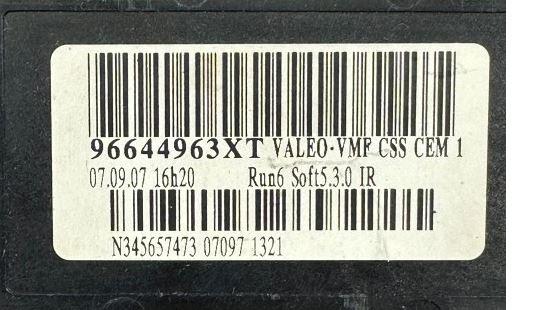 96644963XT VALEO-VMF CSS CEM 1
07.09.07 16h20 Run6 Soft5.3.0 IR
N345657473 07097 1321